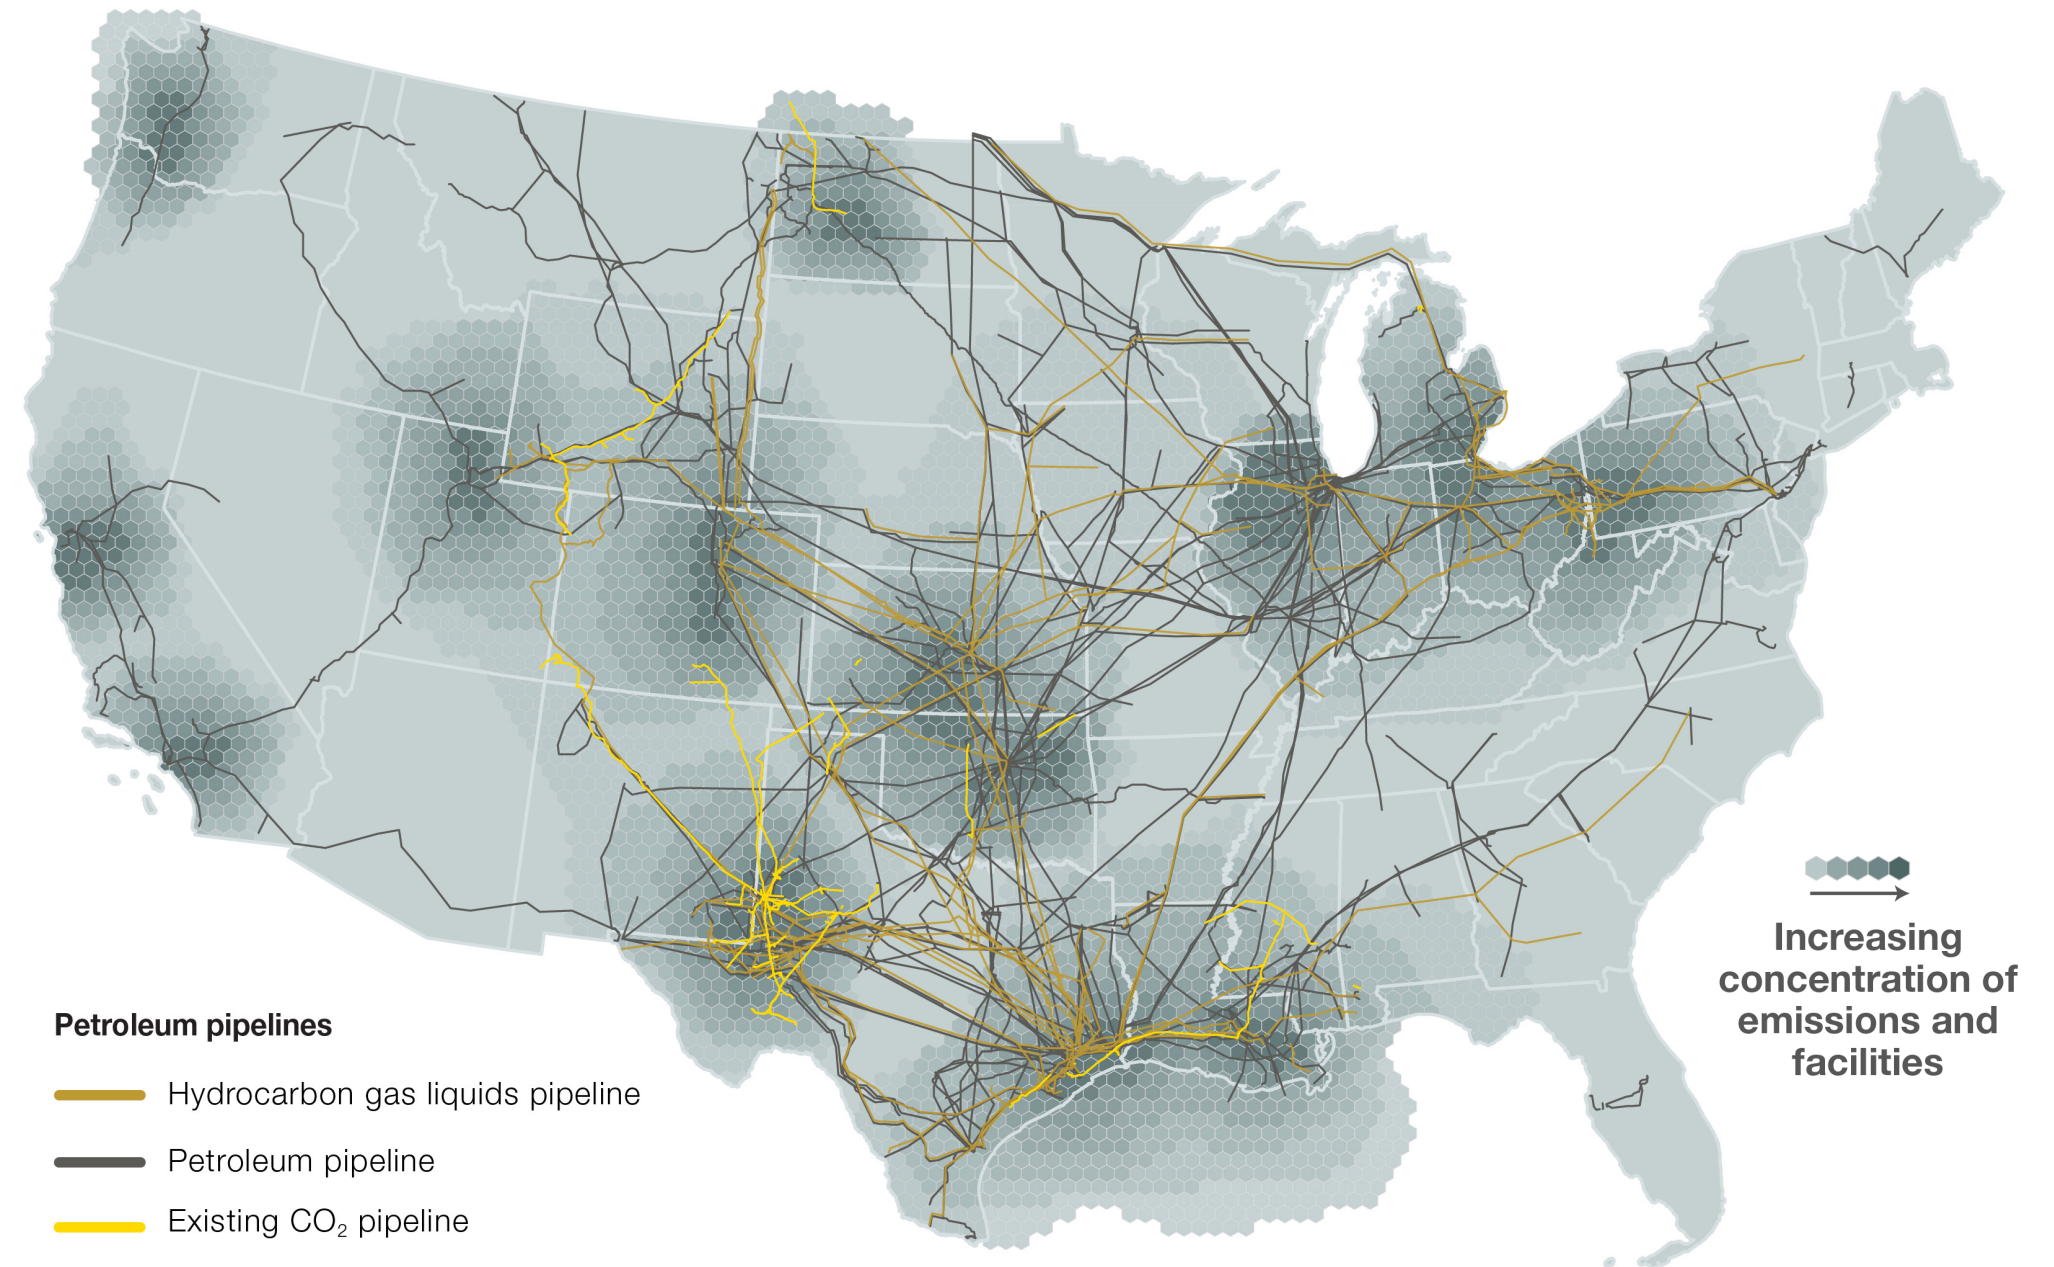 Increasing
concentration of
emissions and
facilities
Petroleum pipelines
Hydrocarbon gas liquids pipeline
Petroleum pipeline
Existing CO₂ pipeline